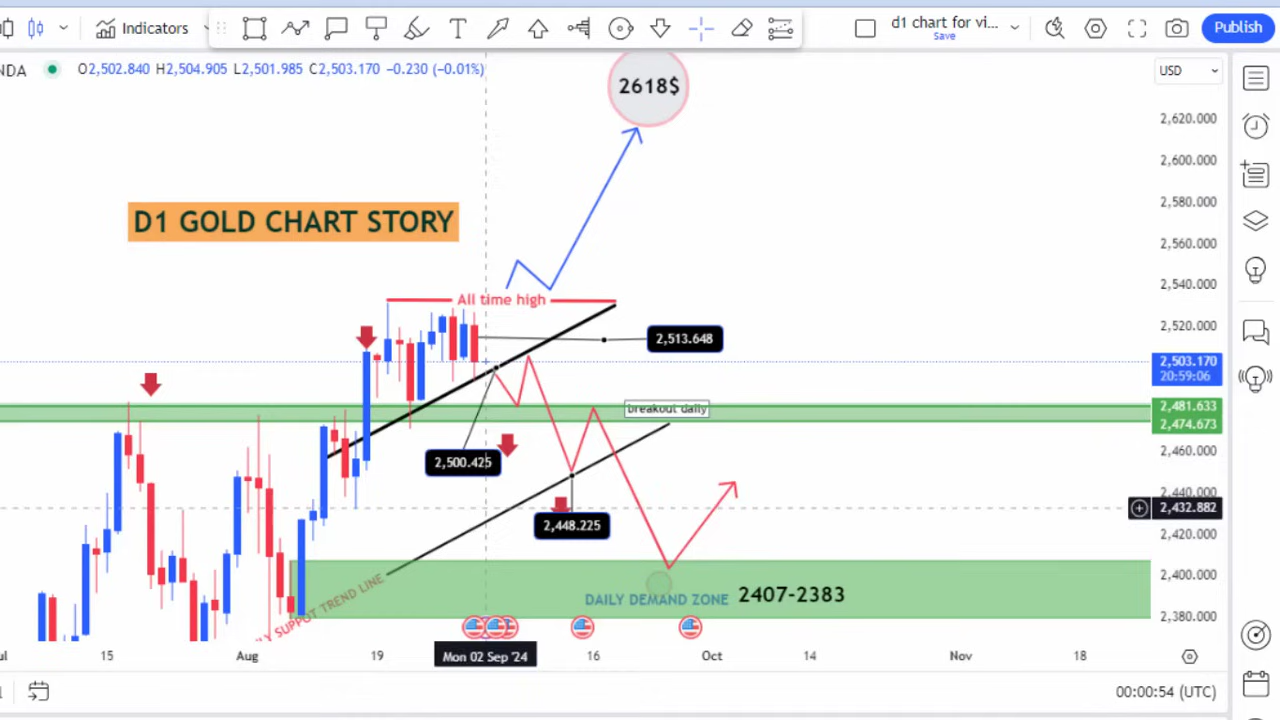 Indicators
d1 chart for vi...
Save
Publish
NDA
O2,502.840 H2,504.905 L2,501.985 C2,503.170 −0.230 (−0.01%)
USD
2618$
2,620.000
2,600.000
2,580.000
D1 GOLD CHART STORY
2,560.000
2,540.000
All time high
2,520.000
2,513.648
2,503.170
20:59:06
breakout daily
2,481.633
2,474.673
2,500.425
2,460.000
2,440.000
2,432.882
2,448.225
2,420.000
2,400.000
SUPPOT TREND LINE
DAILY DEMAND ZONE 2407-2383
2,380.000
15
Aug
19
Mon 02 Sep '24
16
Oct
14
Nov
18
00:00:54 (UTC)